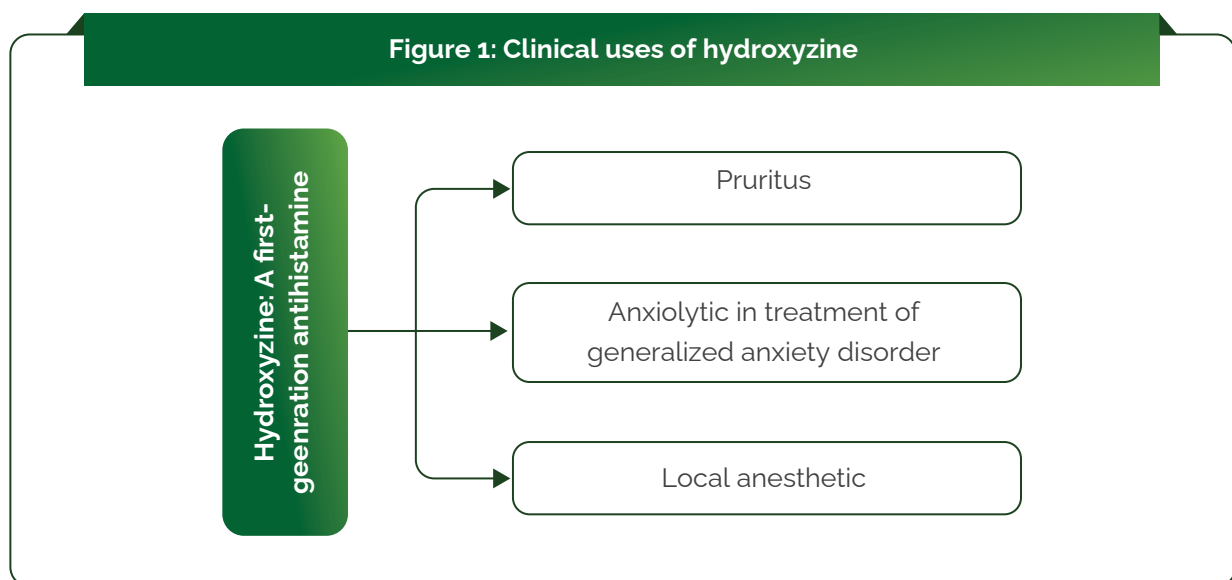 Figure 1: Clinical uses of hydroxyzine
Hydroxyzine: A first-
geenration antihistamine
Pruritus
Anxiolytic in treatment of
generalized anxiety disorder
Local anesthetic